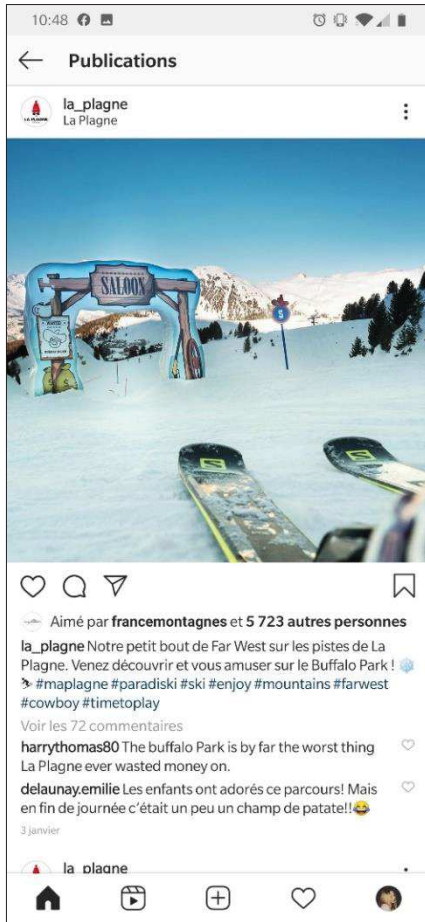 10:48
Publications
la_plagne
La Plagne
LA PLAGNE
SALOON
WANTED
S
Aimé par francemontagnes et 5 723 autres personnes
la_plagne Notre petit bout de Far West sur les pistes de La
Plagne. Venez découvrir et vous amuser sur le Buffalo Park ! ❄️
⛷ #maplagne #paradiski #ski #enjoy #mountains #farwest
#cowboy #timetoplay
Voir les 72 commentaires
harrythomas80 The buffalo Park is by far the worst thing
La Plagne ever wasted money on.
delaunay.emilie Les enfants ont adorés ce parcours! Mais
en fin de journée c'était un peu un champ de patate!!😂
3 janvier
la_plagne